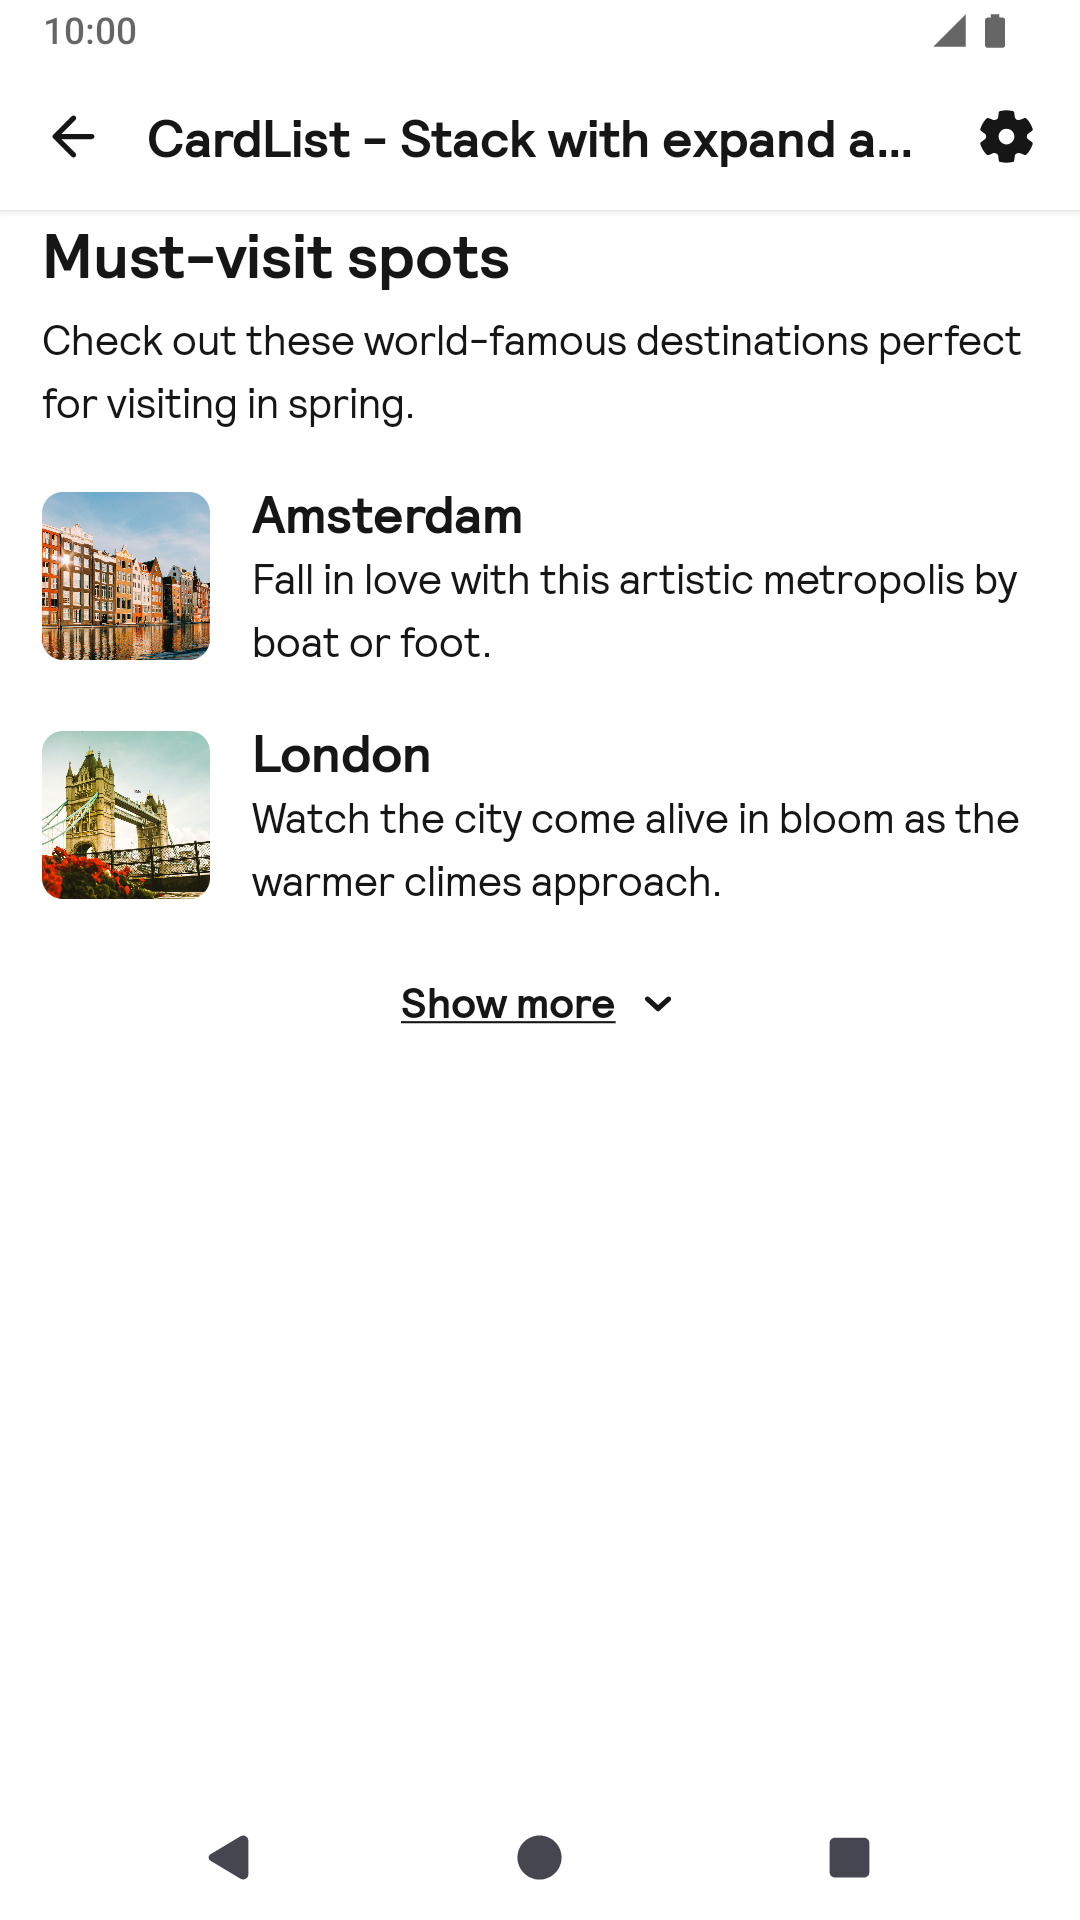 10:00
CardList - Stack with expand a...
Must-visit spots
Check out these world-famous destinations perfect
for visiting in spring.
Amsterdam
Fall in love with this artistic metropolis by
boat or foot.
London
Watch the city come alive in bloom as the
warmer climes approach.
Show more